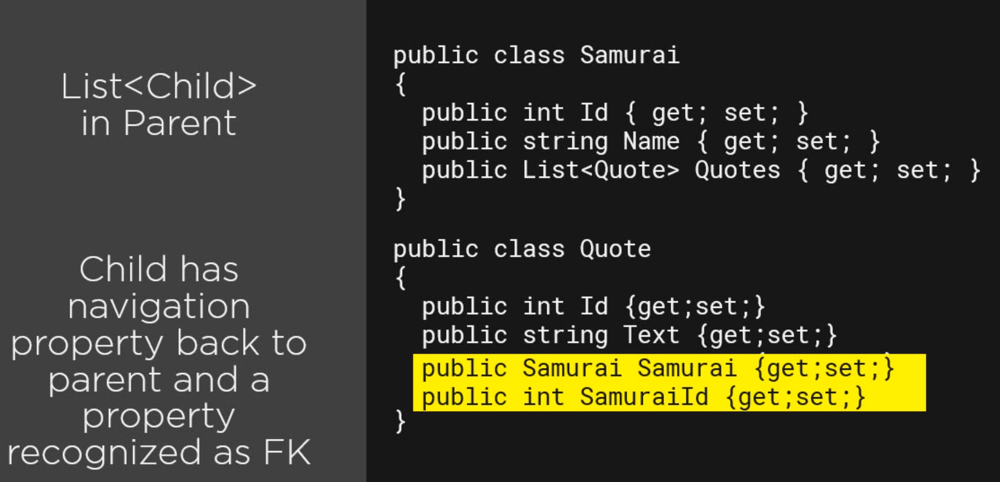 List<Child>
in Parent
Child has
navigation
property back to
parent and a
property
recognized as FK
public class Samurai
{
  public int Id { get; set; }
  public string Name { get; set; }
  public List<Quote> Quotes { get; set; }
}
public class Quote
{
  public int Id {get;set;}
  public string Text {get;set;}
  public Samurai Samurai {get;set;}
  public int SamuraiId {get;set;}
}